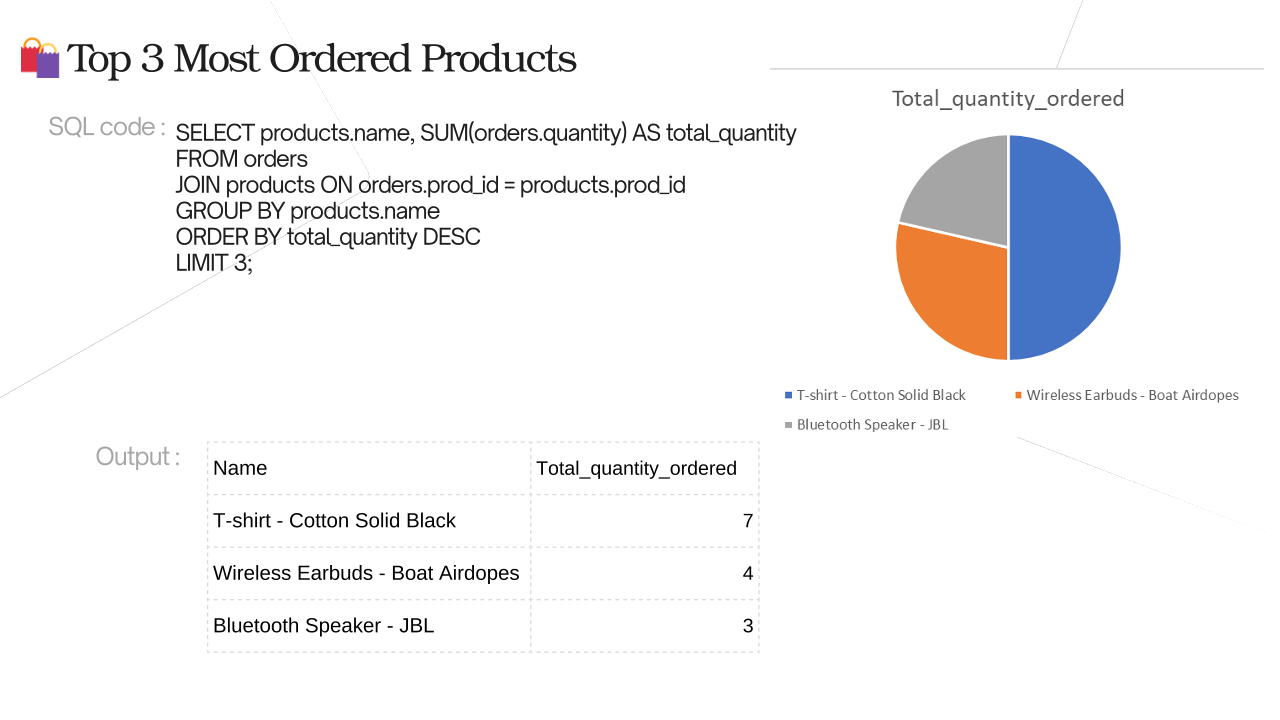 Top 3 Most Ordered Products
SQL code :
SELECT products.name, SUM(orders.quantity) AS total_quantity
FROM orders
JOIN products ON orders.prod_id = products.prod_id
GROUP BY products.name
ORDER BY total_quantity DESC
LIMIT 3;
Total_quantity_ordered
T-shirt - Cotton Solid Black
Wireless Earbuds - Boat Airdopes
Bluetooth Speaker - JBL
Output :
Name Total_quantity_ordered
T-shirt - Cotton Solid Black 7
Wireless Earbuds - Boat Airdopes 4
Bluetooth Speaker - JBL 3